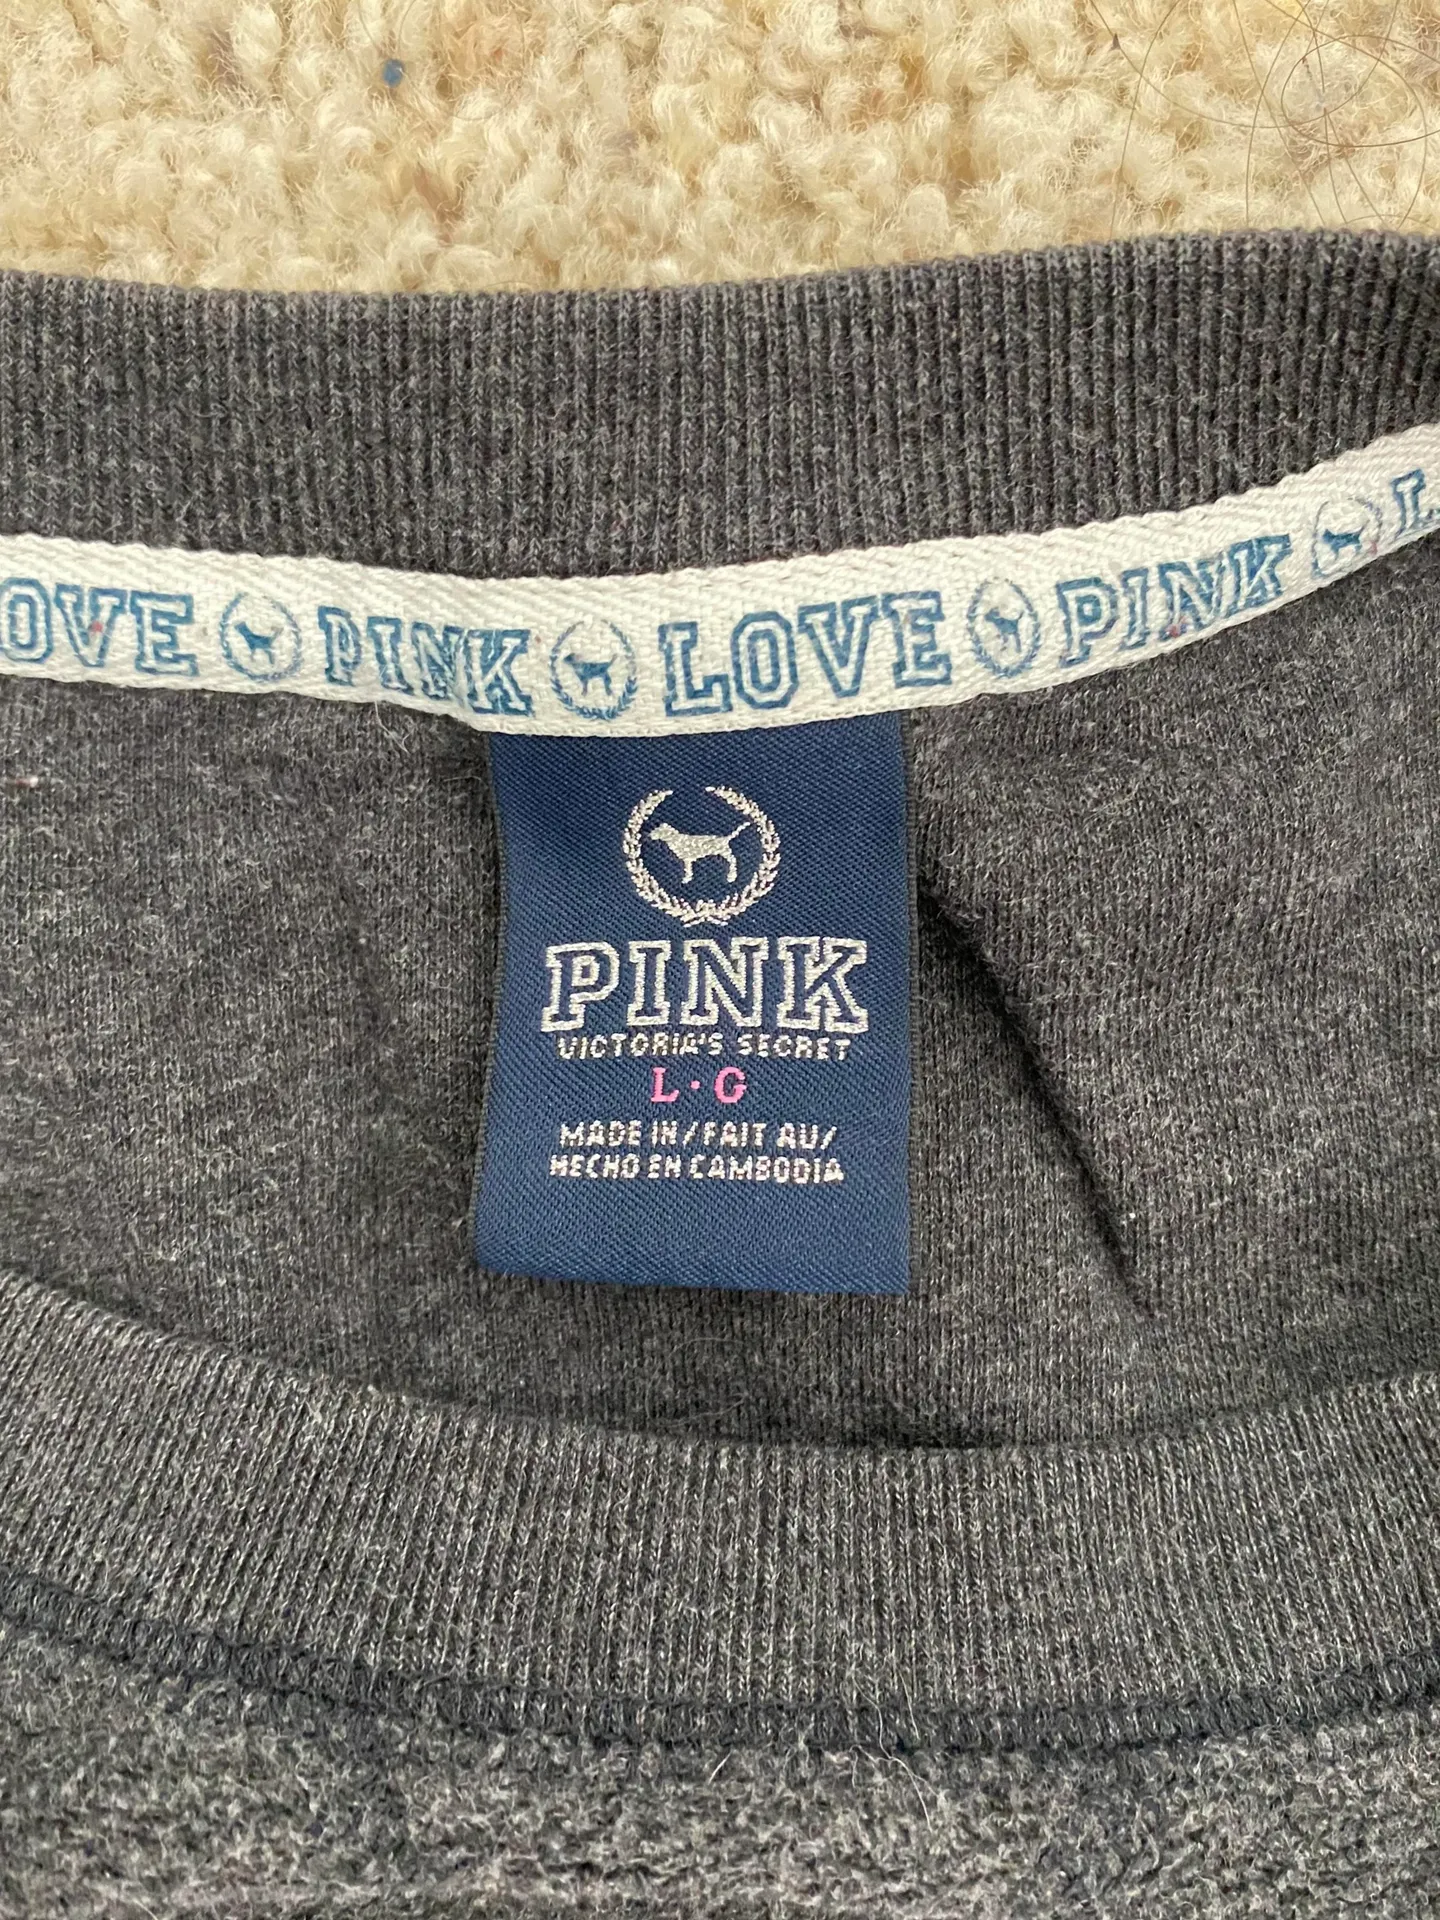 OVE PINK LOVE PINK L
PINK
VICTORIA'S SECRET
L·G
MADE IN/FAIT AU/
HECHO EN CAMBODIA